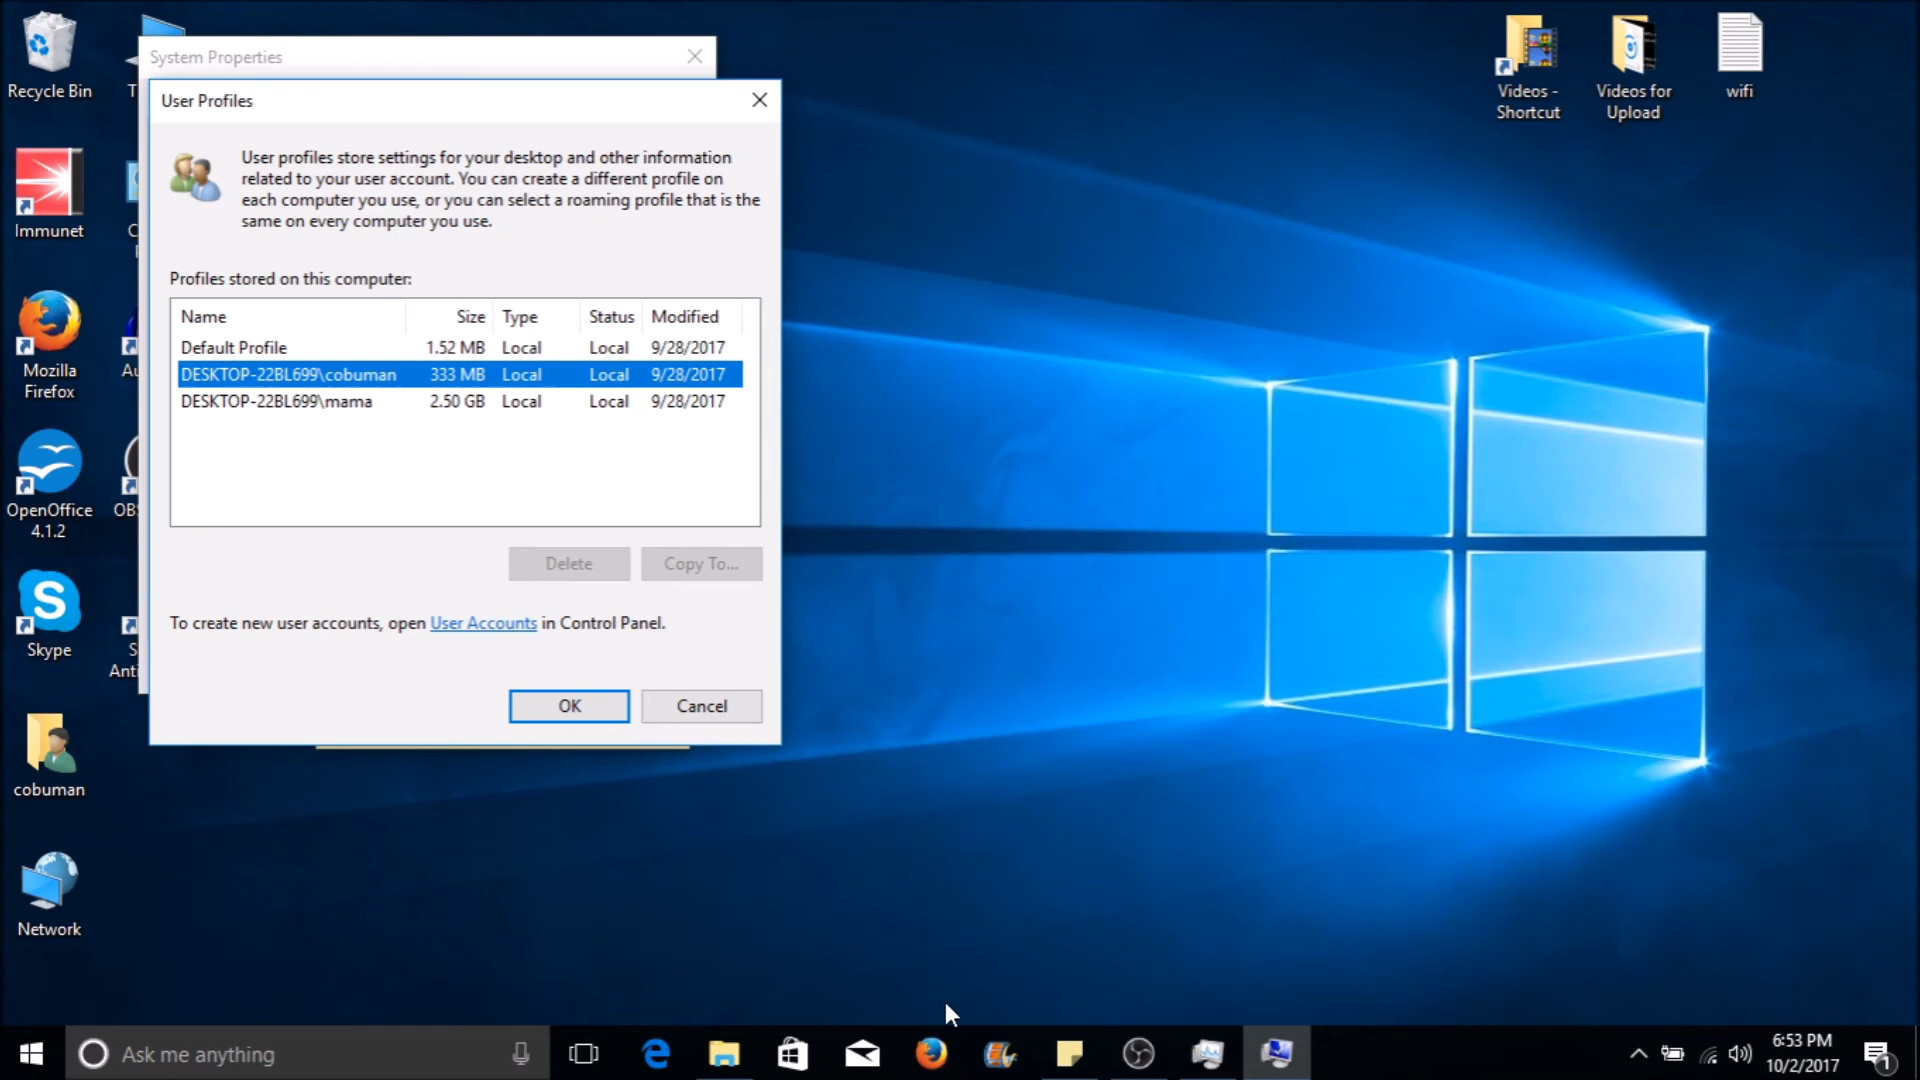 Recycle Bin
T
System Properties
User Profiles
User profiles store settings for your desktop and other information
related to your user account. You can create a different profile on
each computer you use, or you can select a roaming profile that is the
same on every computer you use.
Profiles stored on this computer:
Name Size Type Status Modified
Default Profile 1.52 MB Local Local 9/28/2017
DESKTOP-22BL699\cobuman 333 MB Local Local 9/28/2017
DESKTOP-22BL699\mama 2.50 GB Local Local 9/28/2017
Delete Copy To...
To create new user accounts, open User Accounts in Control Panel.
OK Cancel
Immunet
C
Mozilla
Firefox
Au
OpenOffice
4.1.2
OBS
S
Skype
S
Anti
cobuman
Network
Videos -
Shortcut
Videos for
Upload
wifi
Ask me anything
e
6:53 PM
10/2/2017
1